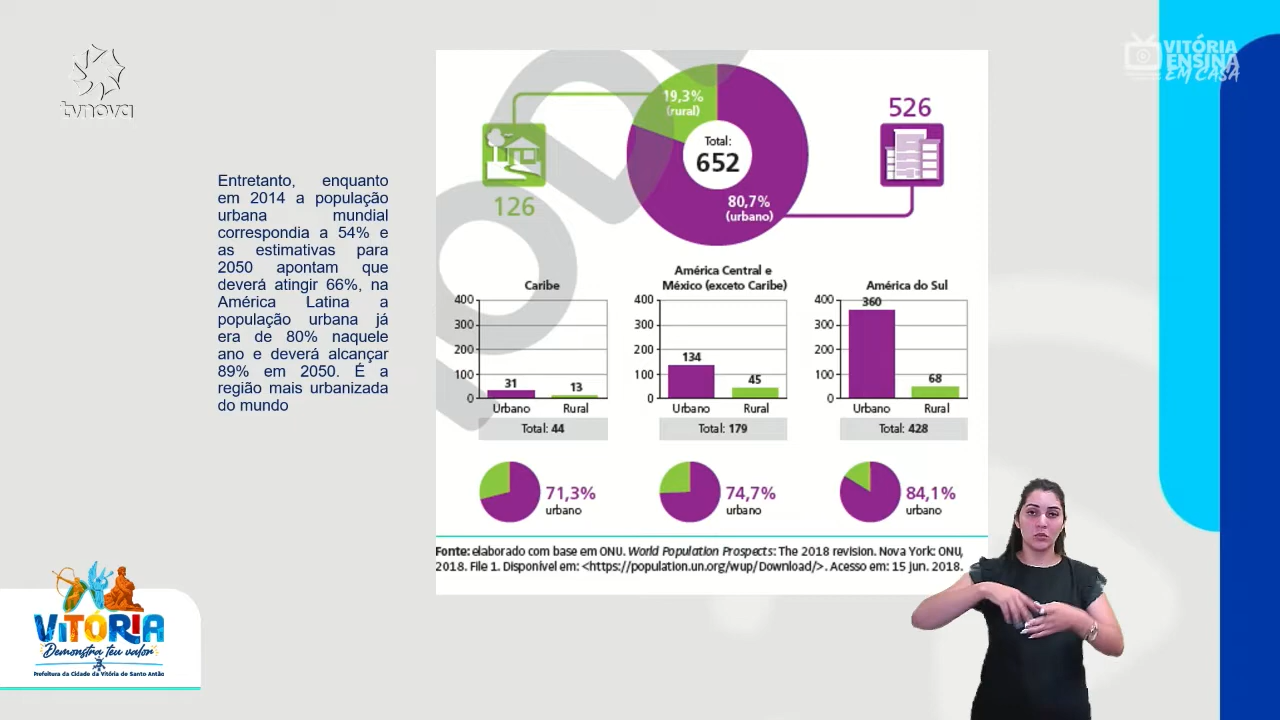 tvnova
VITÓRIA
ENSINA
EM CASA
Entretanto, enquanto
em 2014 a população
urbana mundial
correspondia a 54% e
as estimativas para
2050 apontam que
deverá atingir 66%, na
América Latina a
população urbana já
era de 80% naquele
ano e deverá alcançar
89% em 2050. É a
região mais urbanizada
do mundo
19,3%
(rural)
126
Total:
652
80,7%
(urbano)
526
Caribe
400
300
200
100
0
31
13
Urbano
Rural
Total: 44
71,3%
urbano
América Central e
México (exceto Caribe)
400
300
200
100
0
134
45
Urbano
Rural
Total: 179
74,7%
urbano
América do Sul
400
300
200
100
0
360
68
Urbano
Rural
Total: 428
84,1%
urbano
Fonte: elaborado com base em ONU. World Population Prospects: The 2018 revision. Nova York: ONU,
2018. File 1. Disponível em: <https://population.un.org/wup/Download/>. Acesso em: 15 jun. 2018.
VITÓRIA
Demonstra teu valor
Prefeitura da Cidade da Vitória de Santo Antão